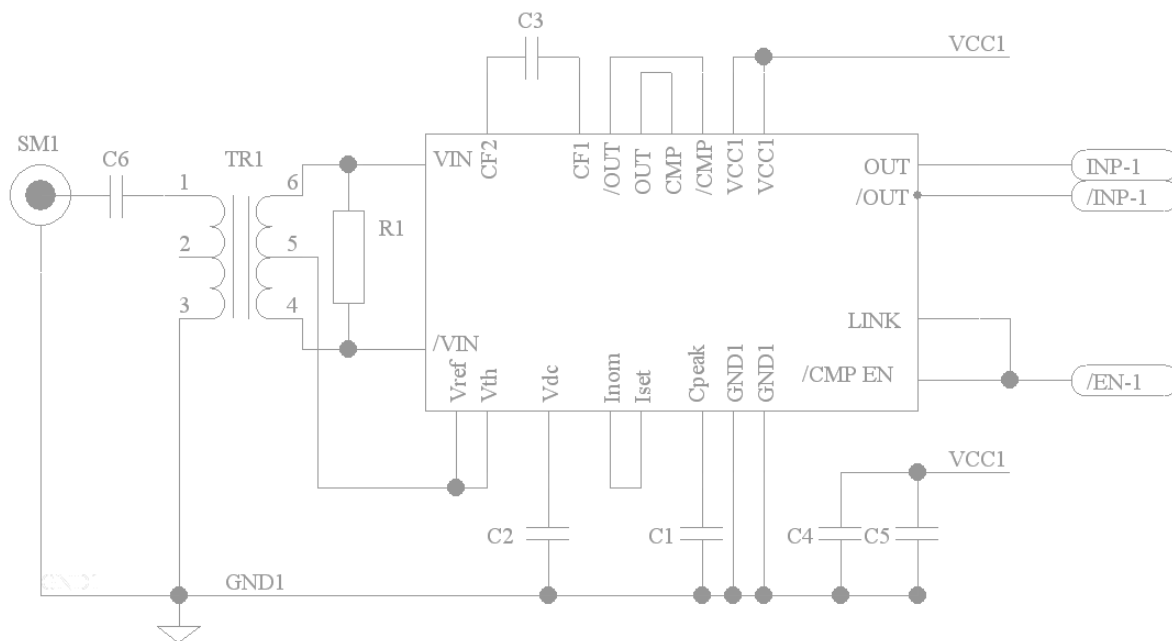 C3
VCC1
SM1
C6
TR1
1
2
3
6
5
4
R1
VIN
/VIN
CF2
CF1
/OUT
OUT
CMP
/CMP
VCC1
VCC1
OUT
/OUT
LINK
/CMP EN
INP-1
/INP-1
/EN-1
Vref
Vth
Vdc
Inom
Iset
Cpeak
GND1
GND1
VCC1
C2
C1
C4
C5
GND1